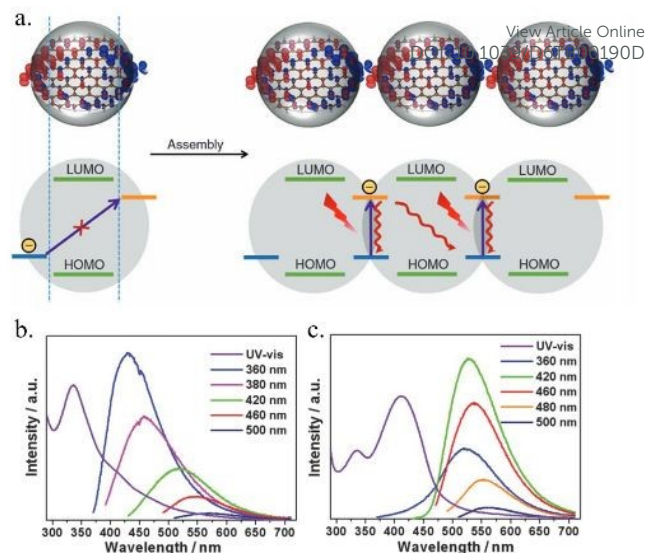 a.
View Article Online
Assembly
LUMO
HOMO
LUMO
HOMO
LUMO
HOMO
LUMO
HOMO
b.
Intensity / a.u.
UV-vis
360 nm
380 nm
420 nm
460 nm
500 nm
300 350 400 450 500 550 600 650 700
Wavelength / nm
c.
Intensity / a.u.
UV-vis
360 nm
420 nm
460 nm
480 nm
500 nm
300 350 400 450 500 550 600 650 700
Wavelength / nm